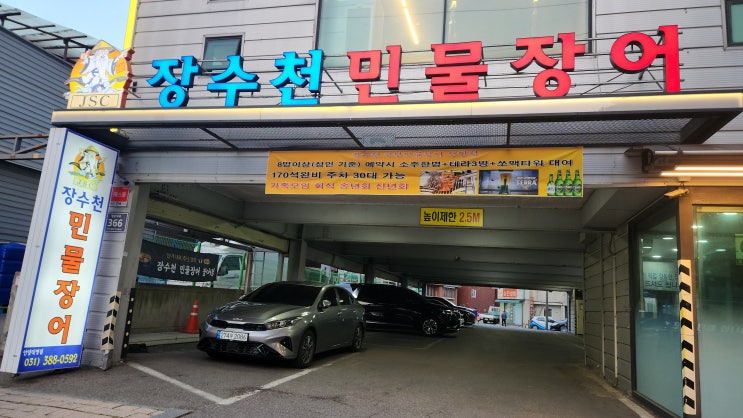 JSC
장수천 민물장어
8명이상(성인 기준) 예약시 소주한병+테라3병+쏘맥타워 대여
170석완비 주차 30대 가능
가족모임 회식 송년회 신년회
TERRA
높이제한 2.5M
장수천 민물장어
031) 388-0592
366
장수천 민물장어